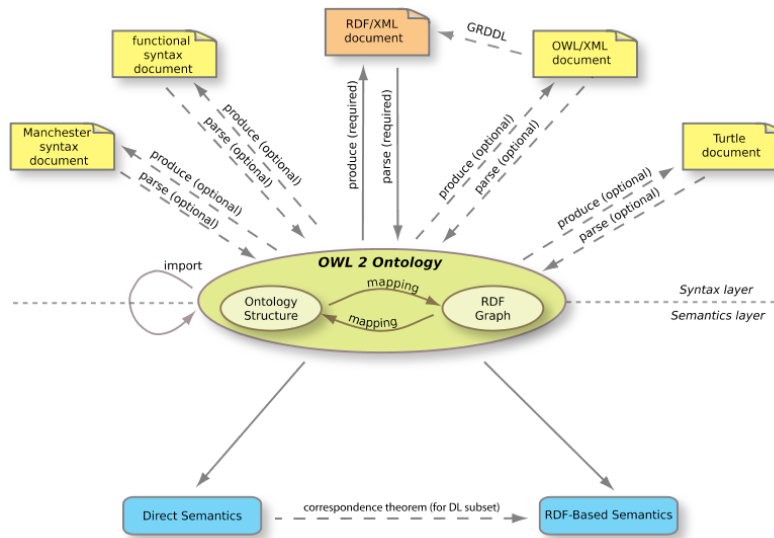 functional
syntax
document
RDF/XML
document
GRDDL
OWL/XML
document
Manchester
syntax
document
Turtle
document
produce (optional)
parse (optional)
produce (optional)
parse (optional)
produce (required)
parse (required)
produce (optional)
parse (optional)
produce (optional)
parse (optional)
OWL 2 Ontology
import
mapping
Ontology
Structure
RDF
Graph
mapping
Syntax layer
Semantics layer
Direct Semantics
correspondence theorem (for DL subset)
RDF-Based Semantics